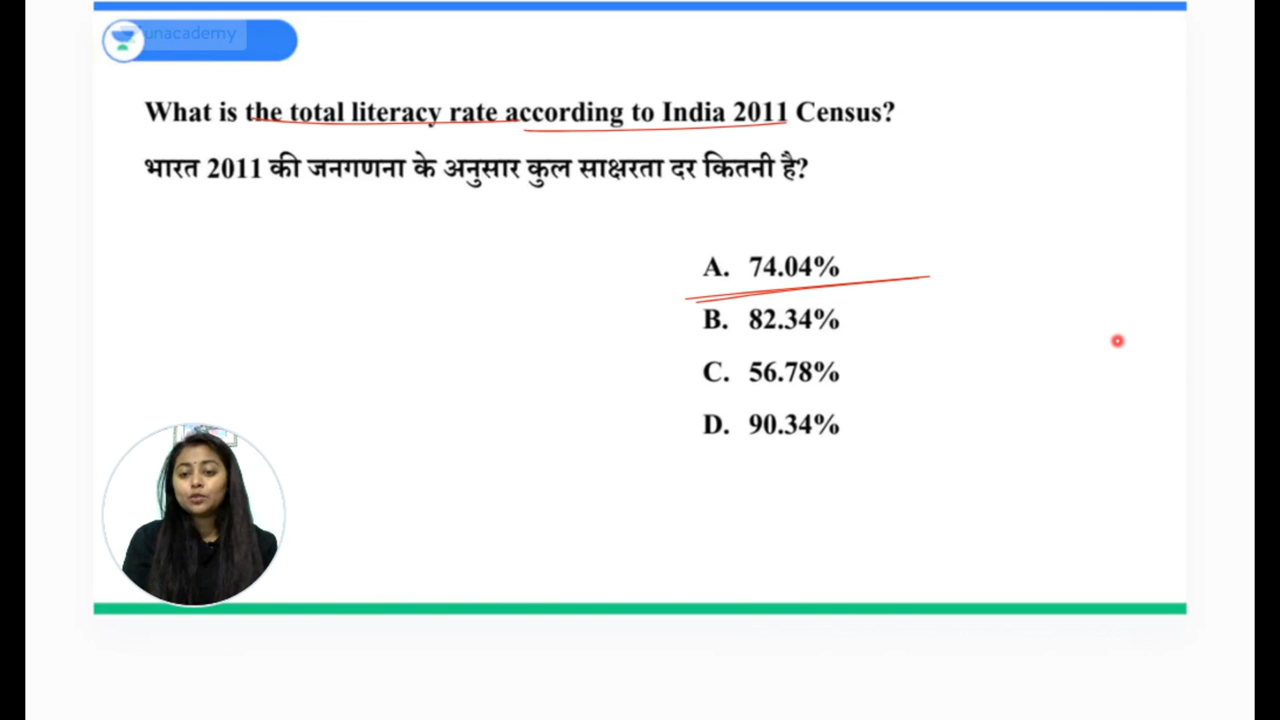 unacademy
What is the total literacy rate according to India 2011 Census?
भारत 2011 की जनगणना के अनुसार कुल साक्षरता दर कितनी है?
A. 74.04%
B. 82.34%
C. 56.78%
D. 90.34%